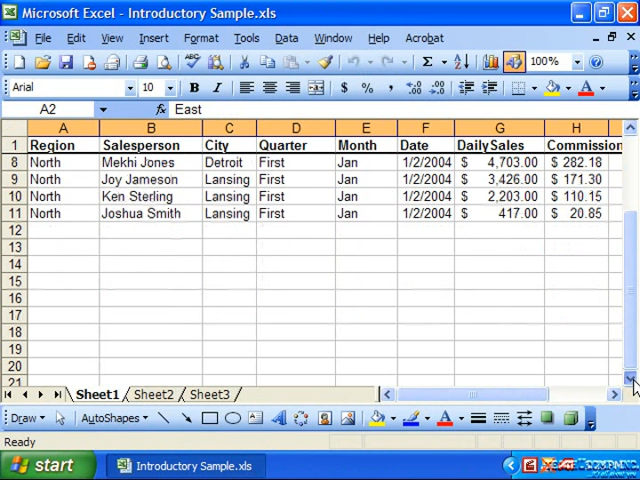 Microsoft Excel - Introductory Sample.xls
File Edit View Insert Format Tools Data Window Help Acrobat
100%
Arial 10 B I U $ % ,
A2 fx East
A B C D E F G H
1 Region Salesperson City Quarter Month Date DailySales Commission
8 North Mekhi Jones Detroit First Jan 1/2/2004 $ 4,703.00 $ 282.18
9 North Joy Jameson Lansing First Jan 1/2/2004 $ 3,426.00 $ 171.30
10 North Ken Sterling Lansing First Jan 1/2/2004 $ 2,203.00 $ 110.15
11 North Joshua Smith Lansing First Jan 1/2/2004 $ 417.00 $ 20.85
12
13
14
15
16
17
18
19
20
21
Sheet1 Sheet2 Sheet3
Draw AutoShapes
Ready
start Introductory Sample.xls